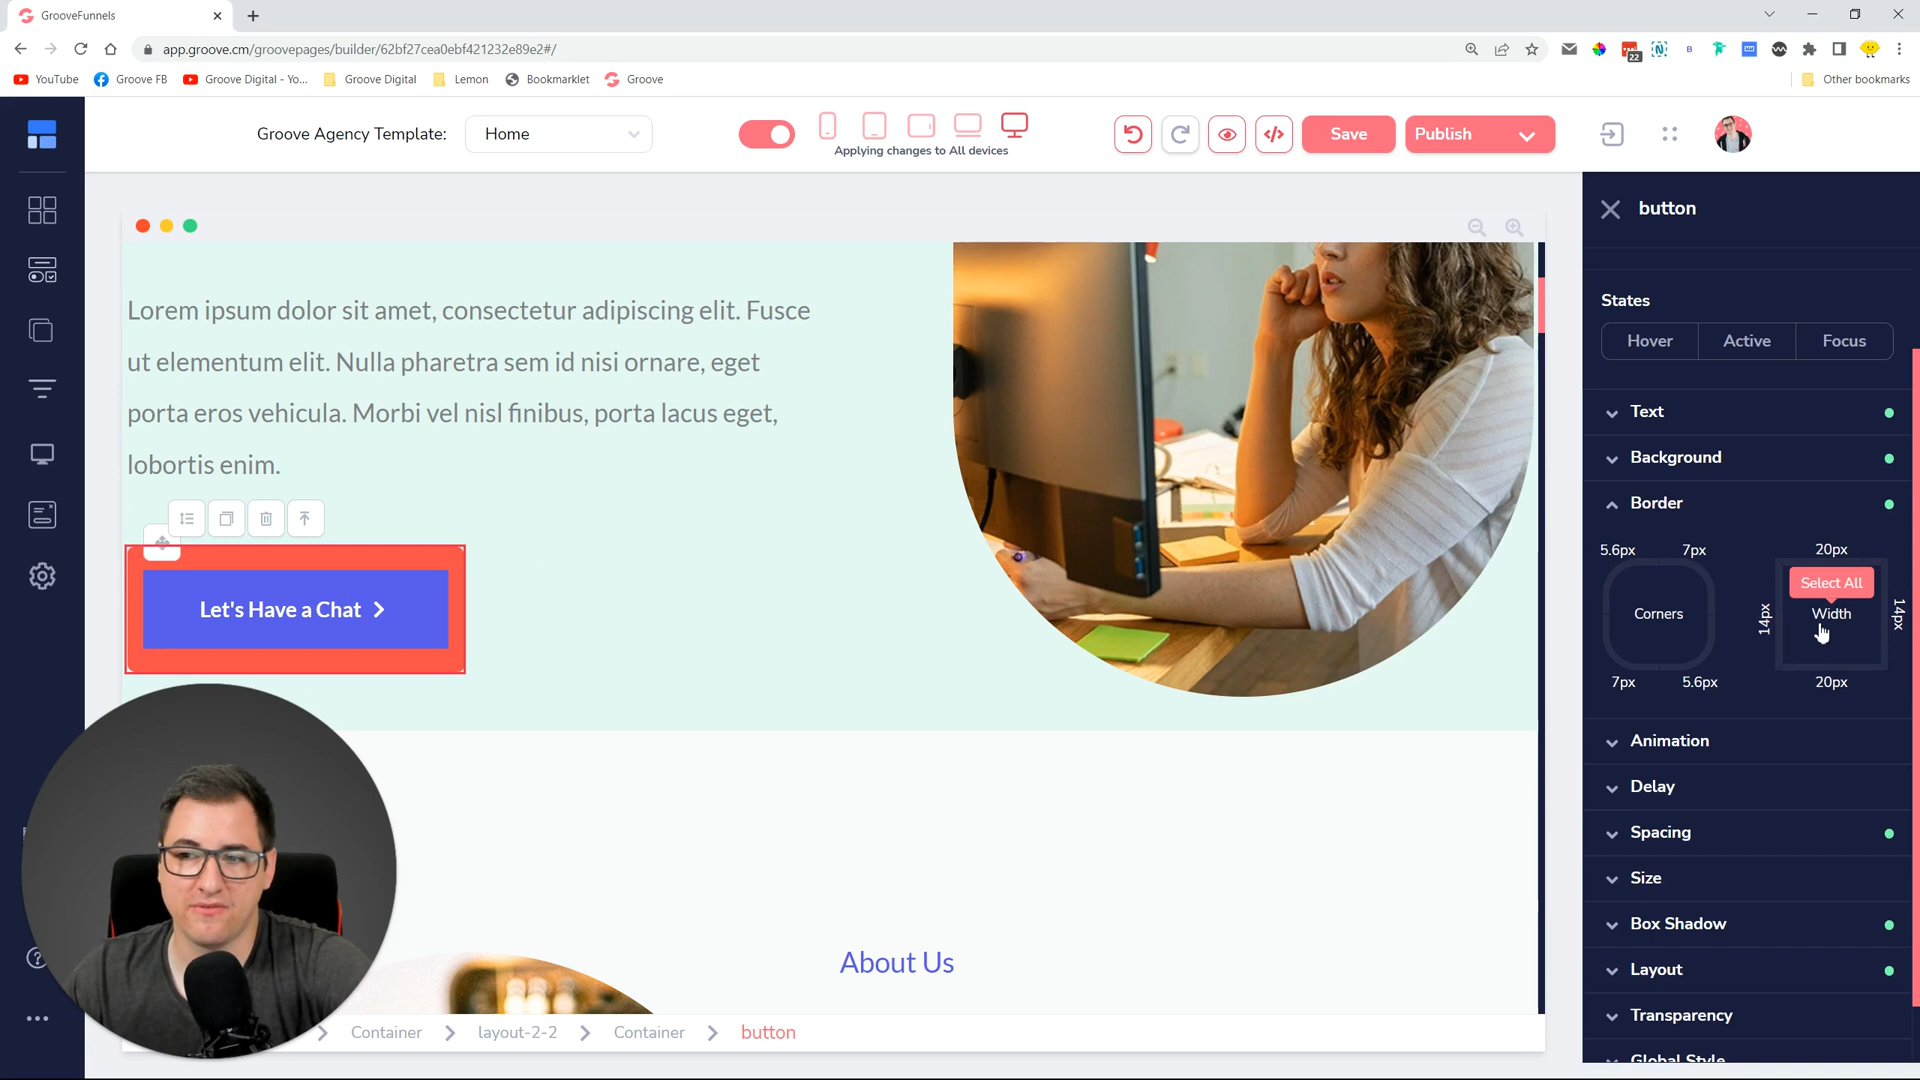 GrooveFunnels
app.groove.cm/groovepages/builder/62bf27cea0ebf421232e89e2#/
22
YouTube
Groove FB
Groove Digital - Yo...
Groove Digital
Lemon
Bookmarklet
Groove
Other bookmarks
Groove Agency Template:
Home
Applying changes to All devices
Save
Publish
button
States
Hover
Active
Focus
Text
Background
Border
5.6px
7px
20px
Select All
Corners
14px
Width
14px
7px
5.6px
20px
Animation
Delay
Spacing
Size
Box Shadow
Layout
Transparency
Global Style
Lorem ipsum dolor sit amet, consectetur adipiscing elit. Fusce
ut elementum elit. Nulla pharetra sem id nisi ornare, eget
porta eros vehicula. Morbi vel nisl finibus, porta lacus eget,
lobortis enim.
Let's Have a Chat
About Us
Container
layout-2-2
Container
button